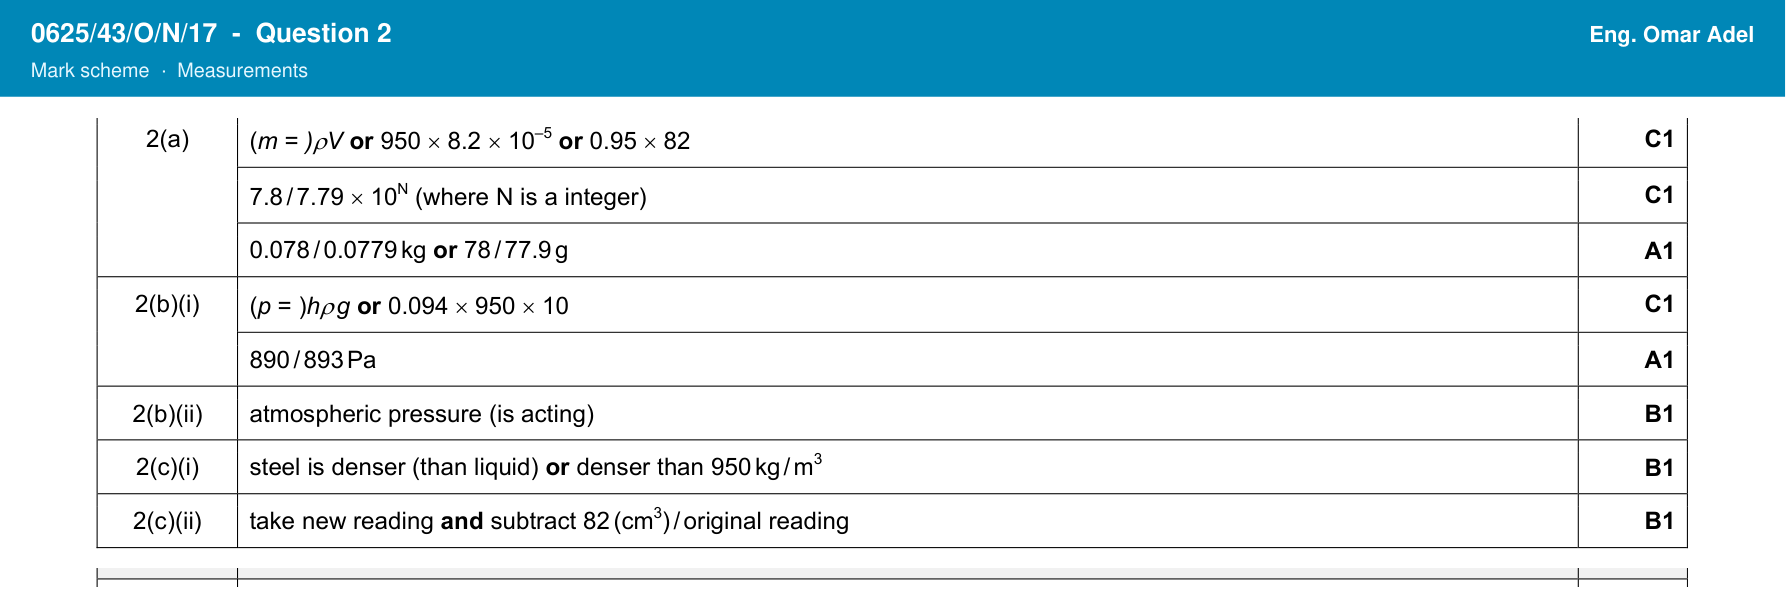 0625/43/O/N/17 - Question 2
Eng. Omar Adel
Mark scheme · Measurements
2(a) (m = )ρV or 950 × 8.2 × 10⁻⁵ or 0.95 × 82 C1
7.8/7.79 × 10ᴺ (where N is a integer) C1
0.078/0.0779 kg or 78/77.9 g A1
2(b)(i) (p = )hρg or 0.094 × 950 × 10 C1
890/893 Pa A1
2(b)(ii) atmospheric pressure (is acting) B1
2(c)(i) steel is denser (than liquid) or denser than 950 kg/m³ B1
2(c)(ii) take new reading and subtract 82 (cm³)/original reading B1